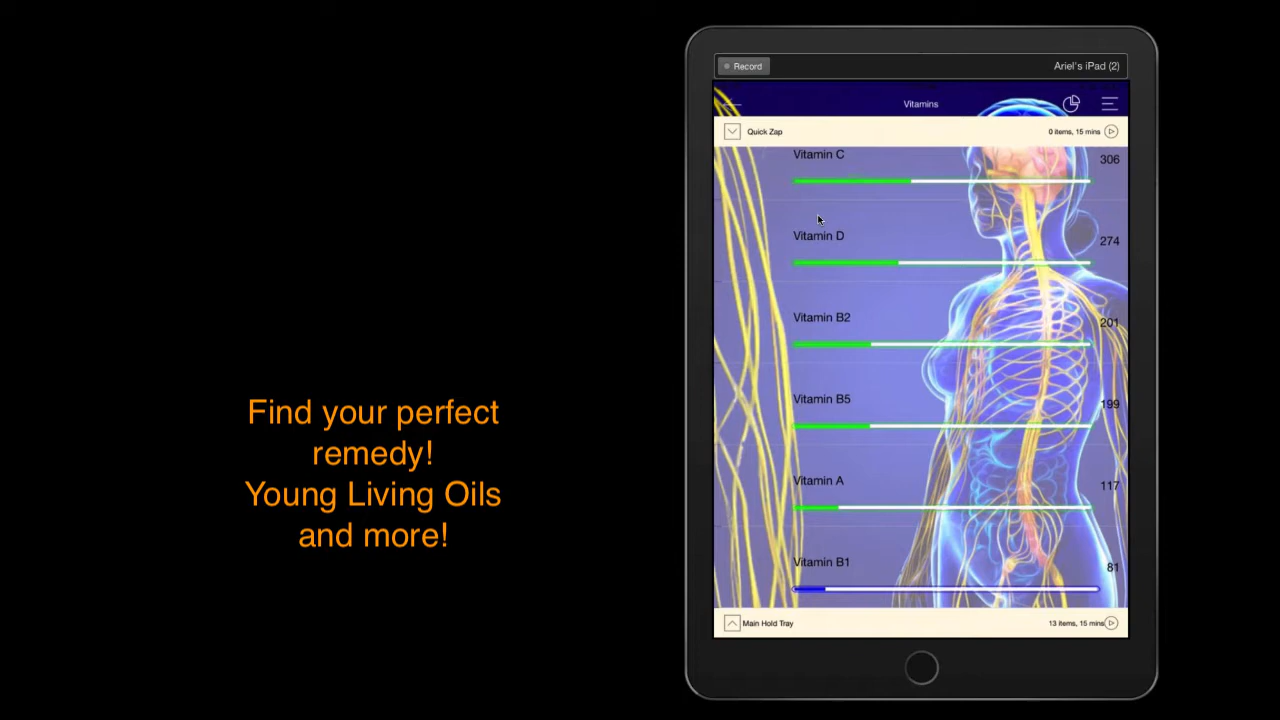 Find your perfect
remedy!
Young Living Oils
and more!
Record
Ariel's iPad (2)
Vitamins
Quick Zap
0 items, 15 mins
Vitamin C
306
Vitamin D
274
Vitamin B2
201
Vitamin B5
199
Vitamin A
117
Vitamin B1
81
Main Hold Tray
13 items, 15 mins